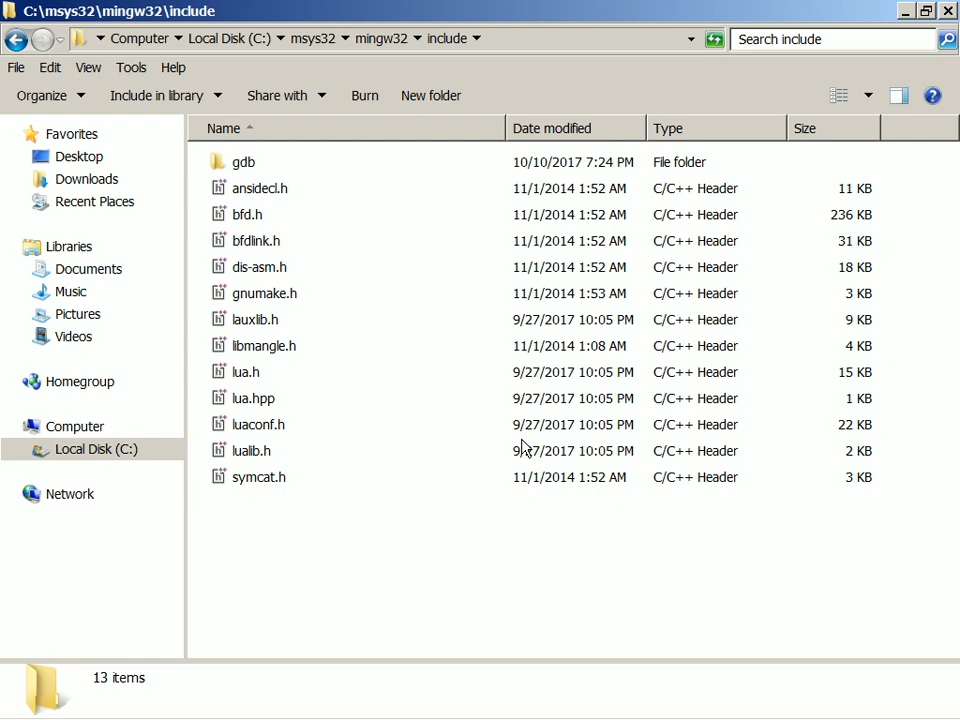 C:\msys32\mingw32\include
Computer Local Disk (C:) msys32 mingw32 include Search include
File Edit View Tools Help
Organize Include in library Share with Burn New folder
Favorites
Desktop
Downloads
Recent Places
Libraries
Documents
Music
Pictures
Videos
Homegroup
Computer
Local Disk (C:)
Network
Name Date modified Type Size
gdb 10/10/2017 7:24 PM File folder
ansidecl.h 11/1/2014 1:52 AM C/C++ Header 11 KB
bfd.h 11/1/2014 1:52 AM C/C++ Header 236 KB
bfdlink.h 11/1/2014 1:52 AM C/C++ Header 31 KB
dis-asm.h 11/1/2014 1:52 AM C/C++ Header 18 KB
gnumake.h 11/1/2014 1:53 AM C/C++ Header 3 KB
lauxlib.h 9/27/2017 10:05 PM C/C++ Header 9 KB
libmangle.h 11/1/2014 1:08 AM C/C++ Header 4 KB
lua.h 9/27/2017 10:05 PM C/C++ Header 15 KB
lua.hpp 9/27/2017 10:05 PM C/C++ Header 1 KB
luaconf.h 9/27/2017 10:05 PM C/C++ Header 22 KB
lualib.h 9/27/2017 10:05 PM C/C++ Header 2 KB
symcat.h 11/1/2014 1:52 AM C/C++ Header 3 KB
13 items